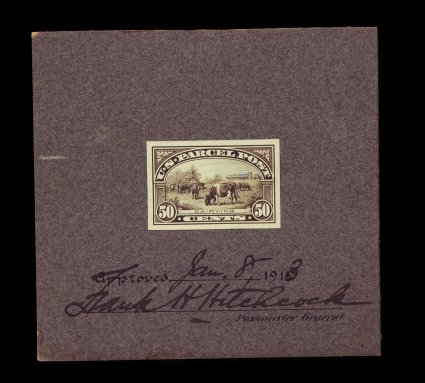 U.S. PARCEL POST
DAIRYING
50 CENTS 50
Approved Jan. 8, 1913
Frank H Hitchcock
Postmaster General